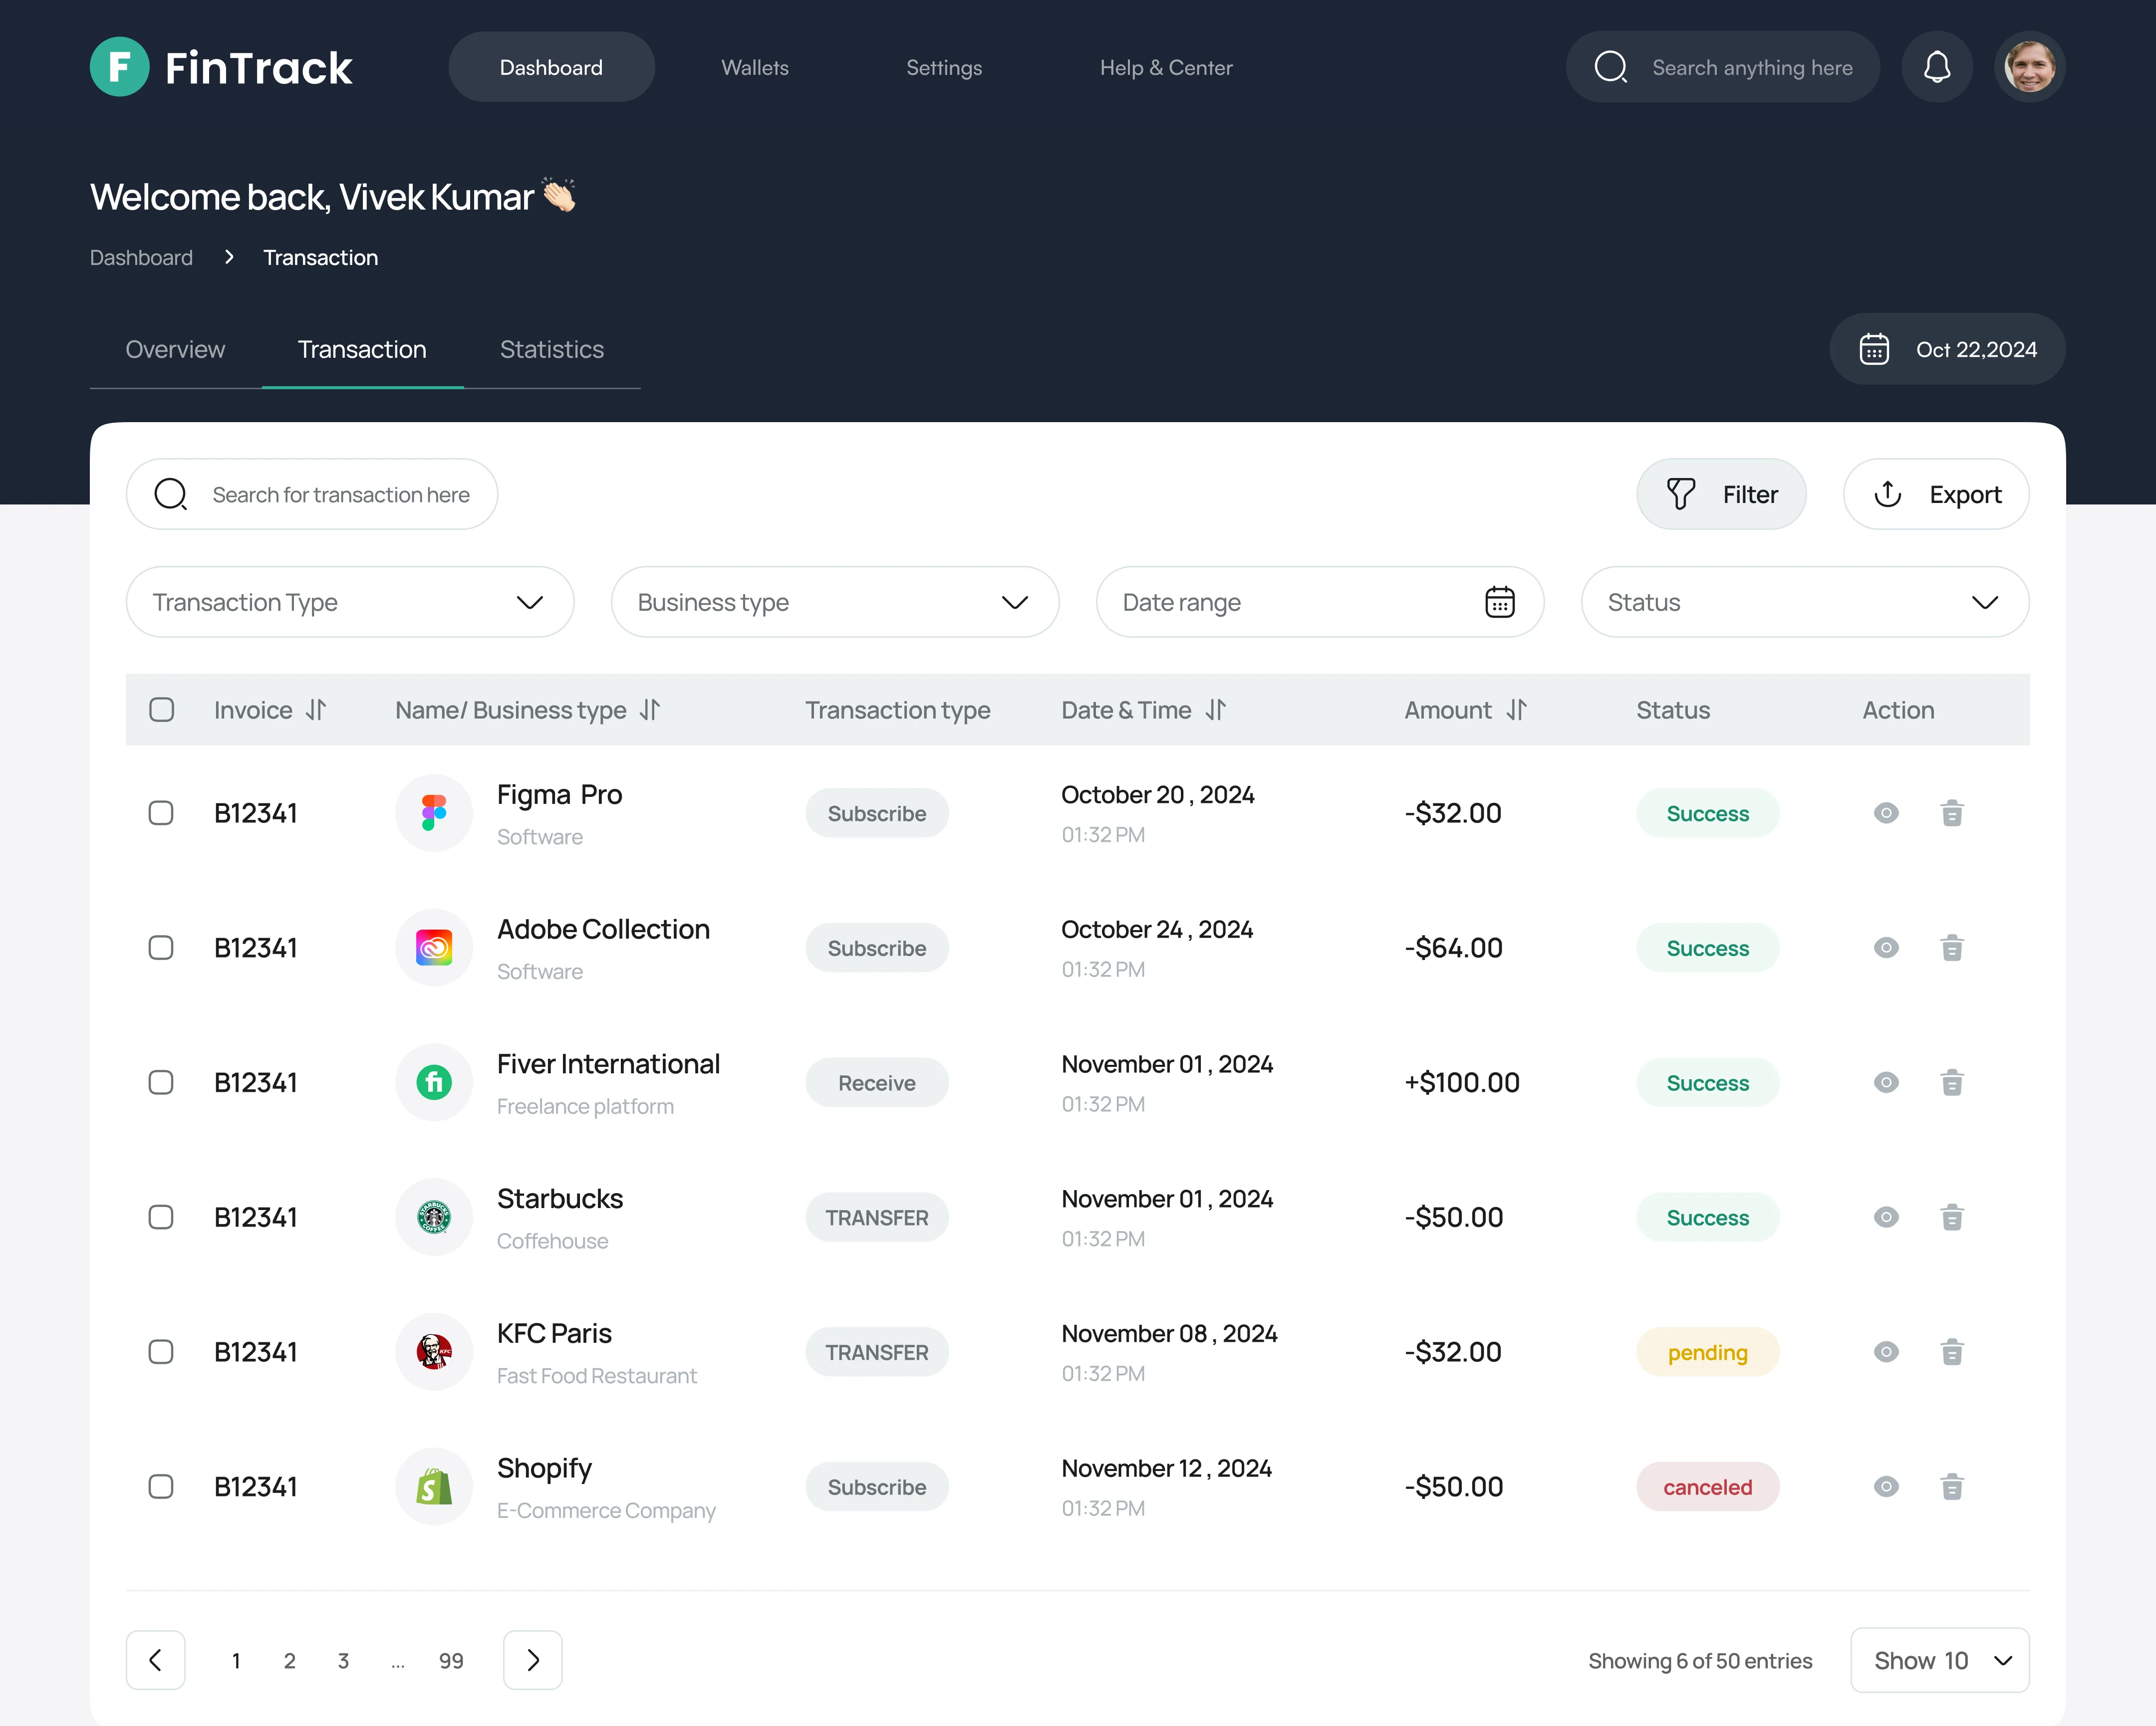 F FinTrack Dashboard Wallets Settings Help & Center Search anything here
Welcome back, Vivek Kumar
Dashboard Transaction
Overview Transaction Statistics Oct 22,2024
Search for transaction here Filter Export
Transaction Type Business type Date range Status
Invoice Name/ Business type Transaction type Date & Time Amount Status Action
B12341 Figma Pro Subscribe October 20 , 2024 -$32.00 Success
Software 01:32 PM
B12341 Adobe Collection Subscribe October 24 , 2024 -$64.00 Success
Software 01:32 PM
B12341 fi Fiver International Receive November 01 , 2024 +$100.00 Success
Freelance platform 01:32 PM
B12341 STARBUCKS COFFEE Starbucks TRANSFER November 01 , 2024 -$50.00 Success
Coffehouse 01:32 PM
B12341 KFC KFC Paris TRANSFER November 08 , 2024 -$32.00 pending
Fast Food Restaurant 01:32 PM
B12341 S Shopify Subscribe November 12 , 2024 -$50.00 canceled
E-Commerce Company 01:32 PM
1 2 3 ... 99 Showing 6 of 50 entries Show 10